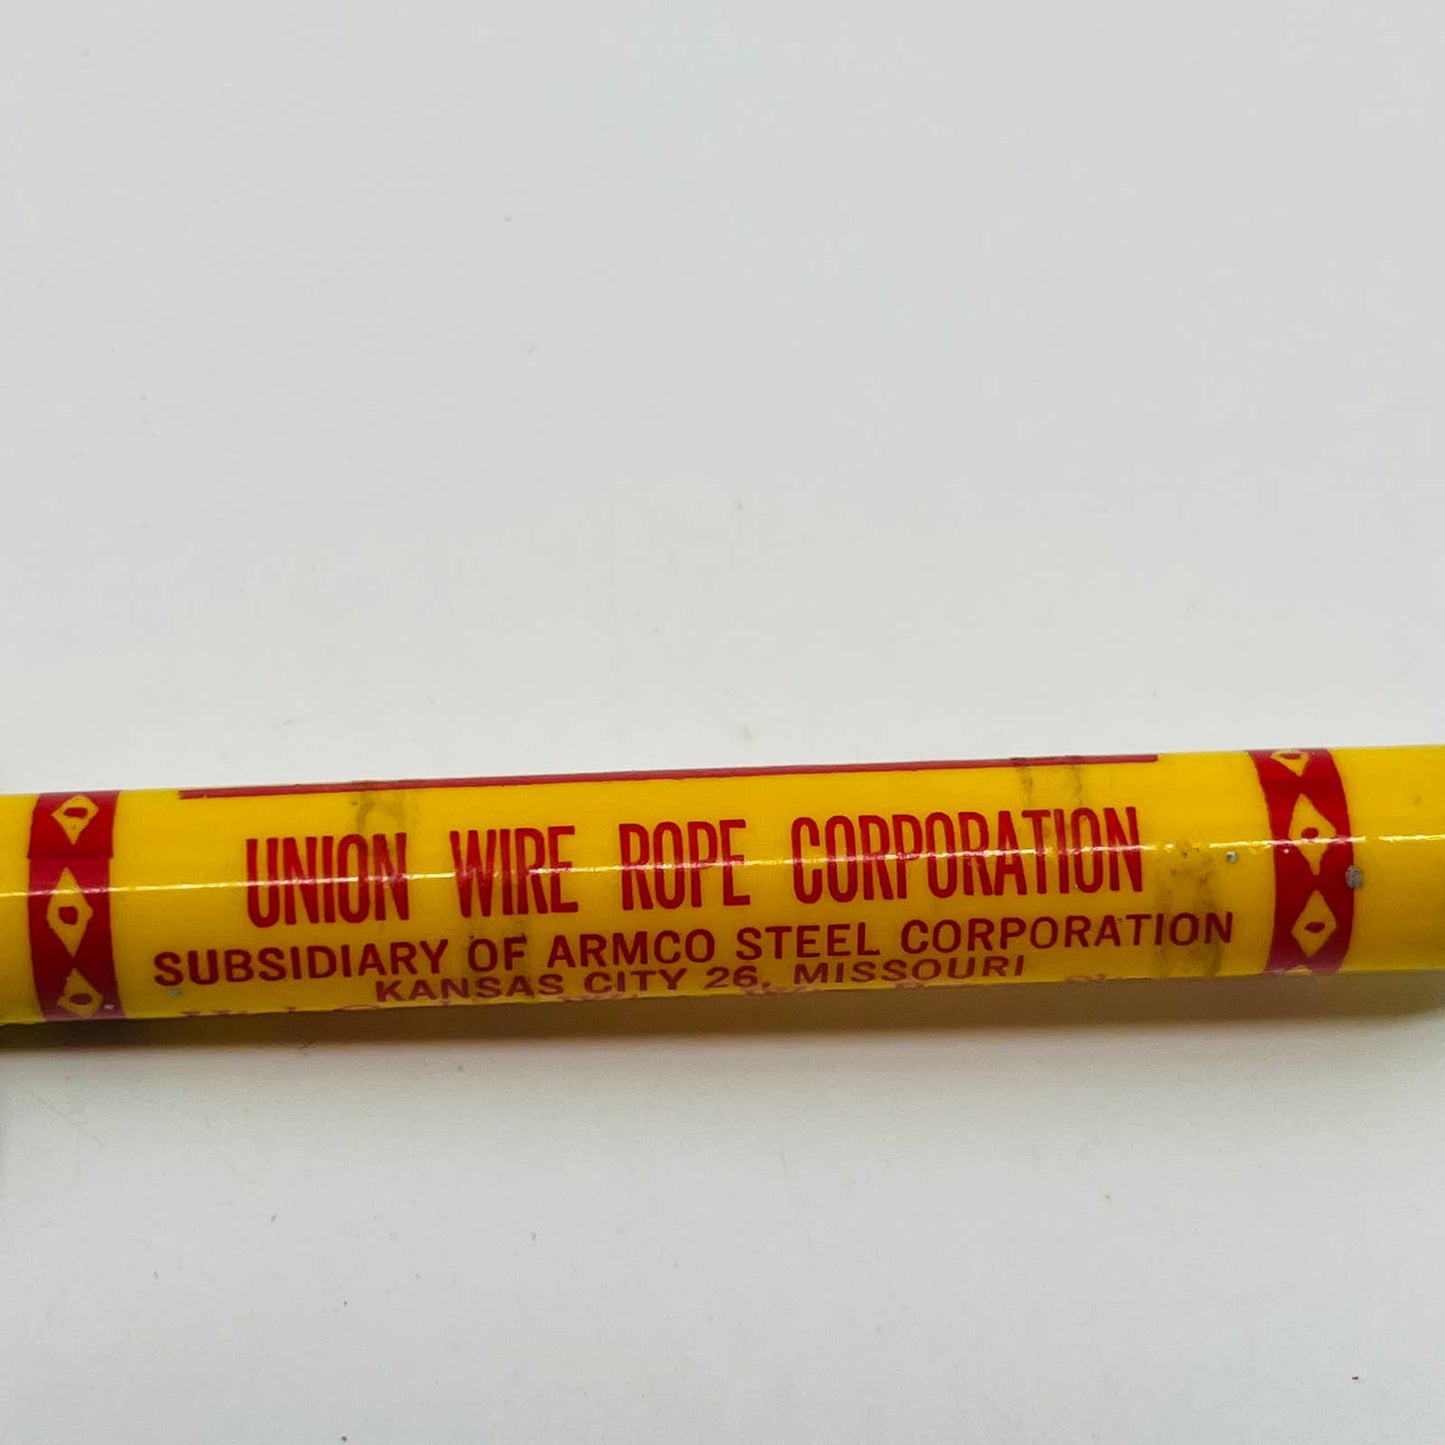 UNION WIRE ROPE CORPORATION
SUBSIDIARY OF ARMCO STEEL CORPORATION
KANSAS CITY 26, MISSOURI